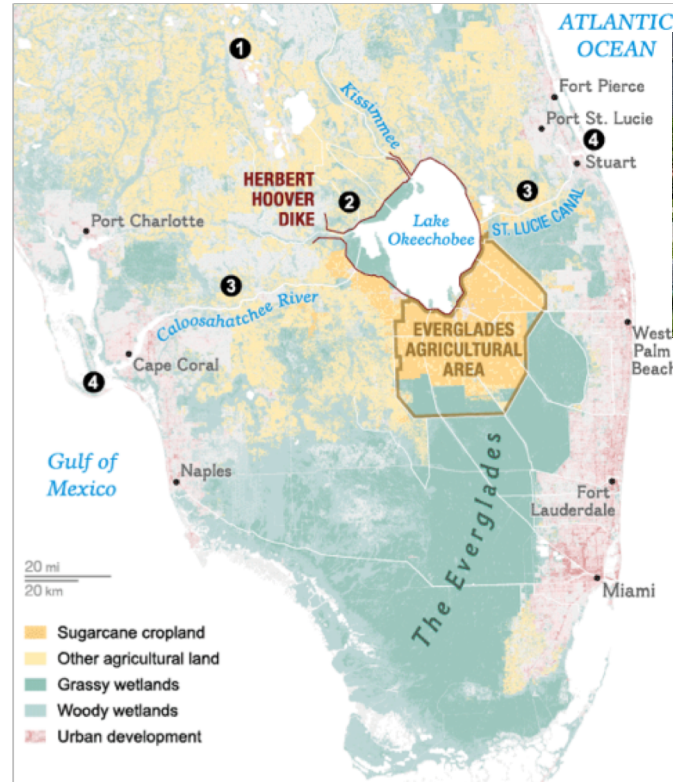 ATLANTIC
OCEAN
1
Kissimmee
Fort Pierce
Port St. Lucie
4
Stuart
HERBERT
HOOVER
DIKE
2
3
Lake
Okeechobee
ST. LUCIE CANAL
Port Charlotte
3
Caloosahatchee River
EVERGLADES
AGRICULTURAL
AREA
West
Palm
Beach
Cape Coral
4
Gulf of
Mexico
Naples
The Everglades
Fort
Lauderdale
Miami
20 mi
20 km
Sugarcane cropland
Other agricultural land
Grassy wetlands
Woody wetlands
Urban development